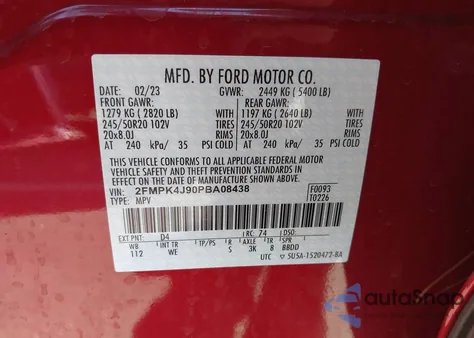 MFD. BY FORD MOTOR CO.
DATE: 02/23 GVWR: 2449 KG ( 5400 LB)
FRONT GAWR: REAR GAWR:
1279 KG ( 2820 LB) WITH 1197 KG ( 2640 LB) WITH
245/50R20 102V TIRES 245/50R20 102V TIRES
20x8.0J RIMS 20x8.0J RIMS
AT 240 kPa/ 35 PSI COLD AT 240 kPa/ 35 PSI COLD
THIS VEHICLE CONFORMS TO ALL APPLICABLE FEDERAL MOTOR
VEHICLE SAFETY AND THEFT PREVENTION STANDARDS IN
EFFECT ON THE DATE OF MANUFACTURE SHOWN ABOVE.
VIN: 2FMPK4J90PBA08438 F0093
TYPE: MPV T0226
EXT PNT: D4 RC: 74 DSO:
WB INT TR TP/PS R AXLE TR SPR
112 WE S 3K 8 BBDD
UTC
autoSnap